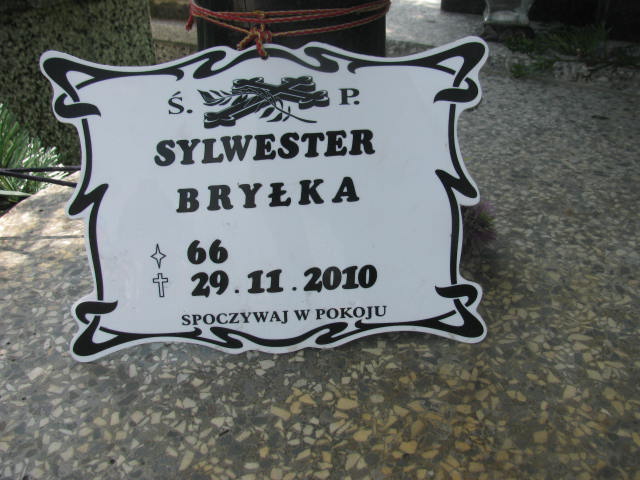 Ś. P.
SYLWESTER
BRYŁKA
66
29.11.2010
SPOCZYWAJ W POKOJU